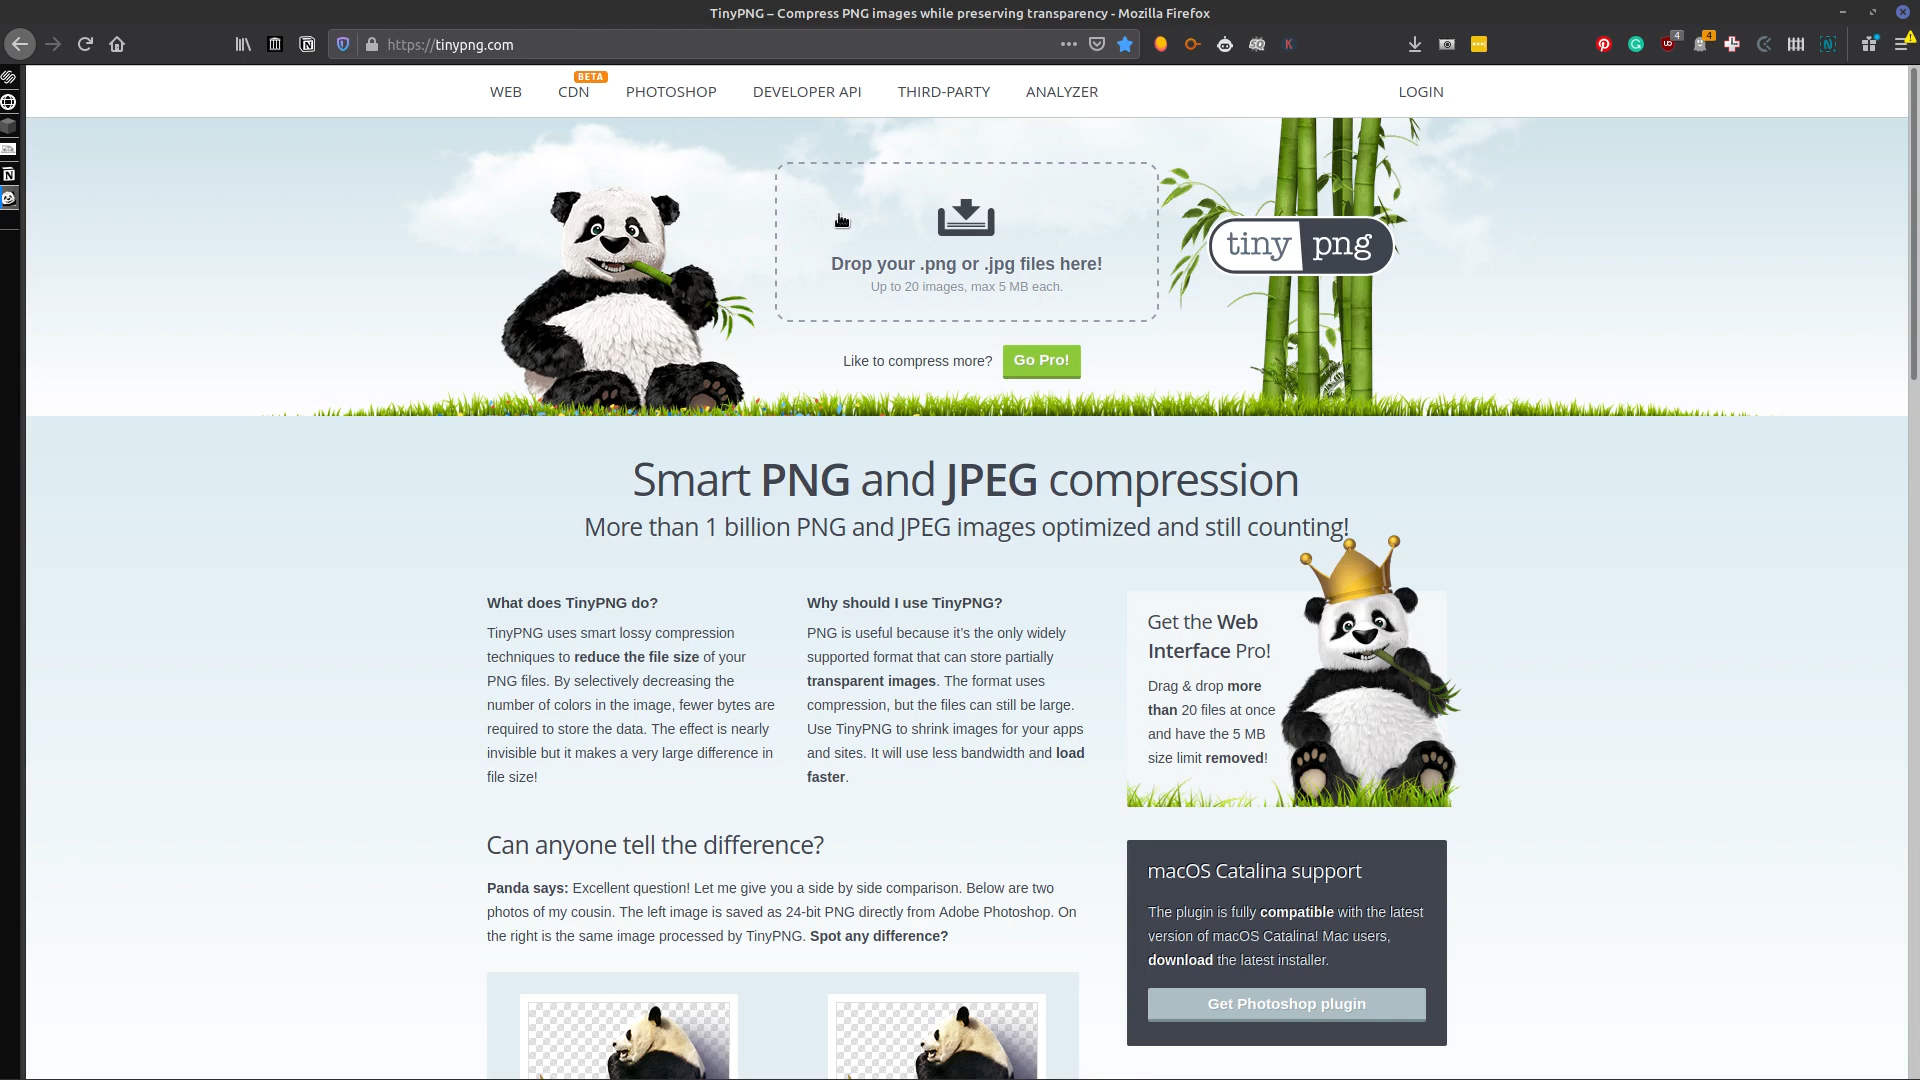 TinyPNG – Compress PNG images while preserving transparency - Mozilla Firefox
https://tinypng.com
4
4
BETA
WEB CDN PHOTOSHOP DEVELOPER API THIRD-PARTY ANALYZER LOGIN
Drop your .png or .jpg files here!
Up to 20 images, max 5 MB each.
tiny png
Like to compress more? Go Pro!
Smart PNG and JPEG compression
More than 1 billion PNG and JPEG images optimized and still counting!
What does TinyPNG do?
TinyPNG uses smart lossy compression
techniques to reduce the file size of your
PNG files. By selectively decreasing the
number of colors in the image, fewer bytes are
required to store the data. The effect is nearly
invisible but it makes a very large difference in
file size!
Why should I use TinyPNG?
PNG is useful because it's the only widely
supported format that can store partially
transparent images. The format uses
compression, but the files can still be large.
Use TinyPNG to shrink images for your apps
and sites. It will use less bandwidth and load
faster.
Get the Web
Interface Pro!
Drag & drop more
than 20 files at once
and have the 5 MB
size limit removed!
Can anyone tell the difference?
Panda says: Excellent question! Let me give you a side by side comparison. Below are two
photos of my cousin. The left image is saved as 24-bit PNG directly from Adobe Photoshop. On
the right is the same image processed by TinyPNG. Spot any difference?
macOS Catalina support
The plugin is fully compatible with the latest
version of macOS Catalina! Mac users,
download the latest installer.
Get Photoshop plugin